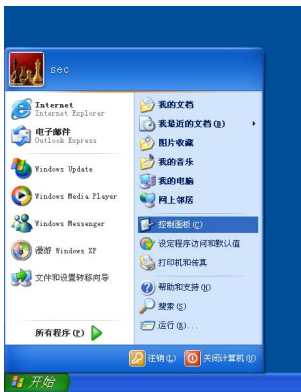 sec
Internet
Internet Explorer
电子邮件
Outlook Express
Windows Update
Windows Media Player
Windows Messenger
漫游 Windows XP
文件和设置转移向导
所有程序(P)
我的文档
我最近的文档(D)
图片收藏
我的音乐
我的电脑
网上邻居
控制面板(C)
设定程序访问和默认值
打印机和传真
帮助和支持(H)
搜索(S)
运行(R)...
注销(L)
关闭计算机(U)
开始